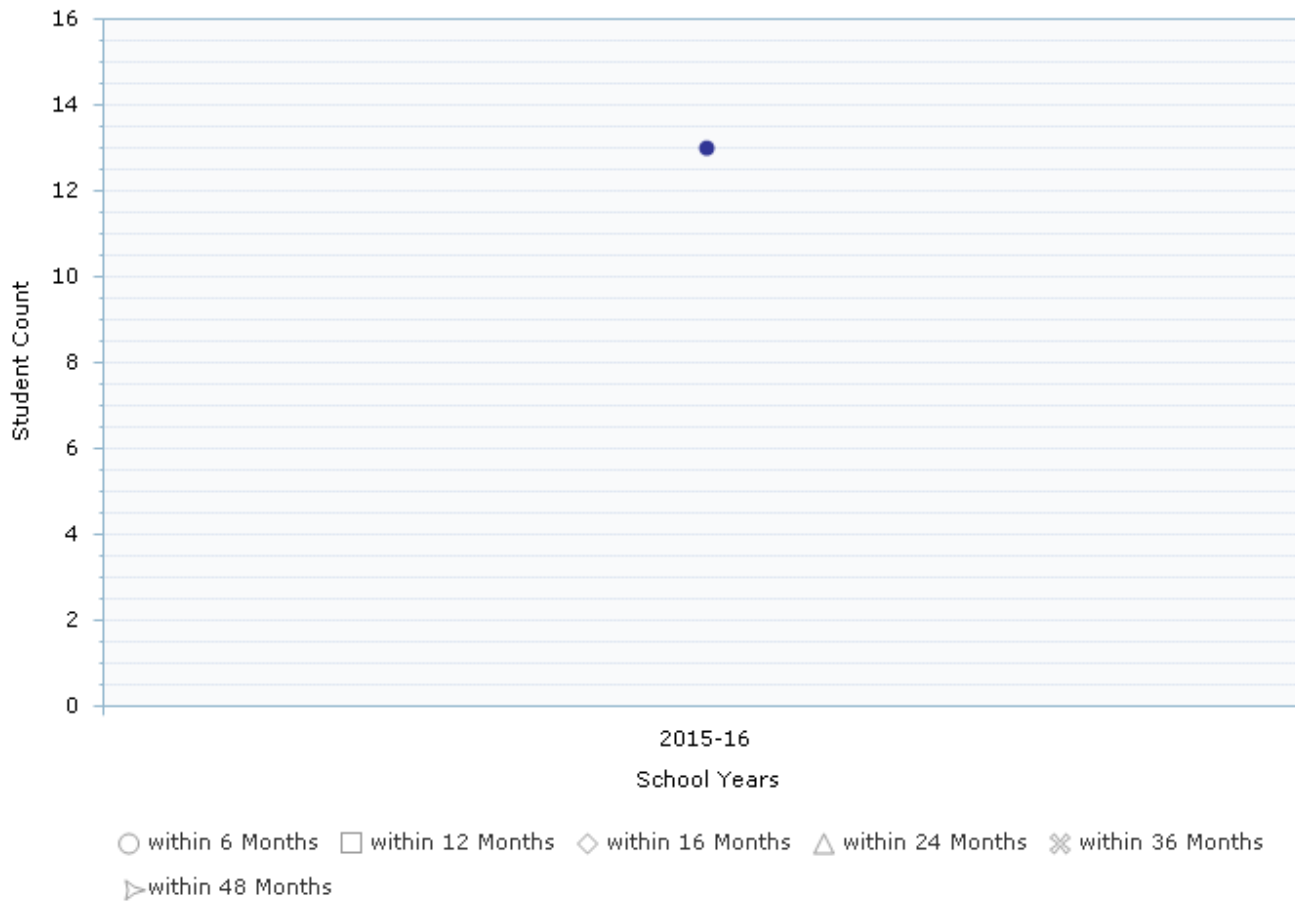 16
14
12
10
8
6
4
2
0
Student Count
2015-16
School Years
within 6 Months within 12 Months within 16 Months within 24 Months within 36 Months
within 48 Months